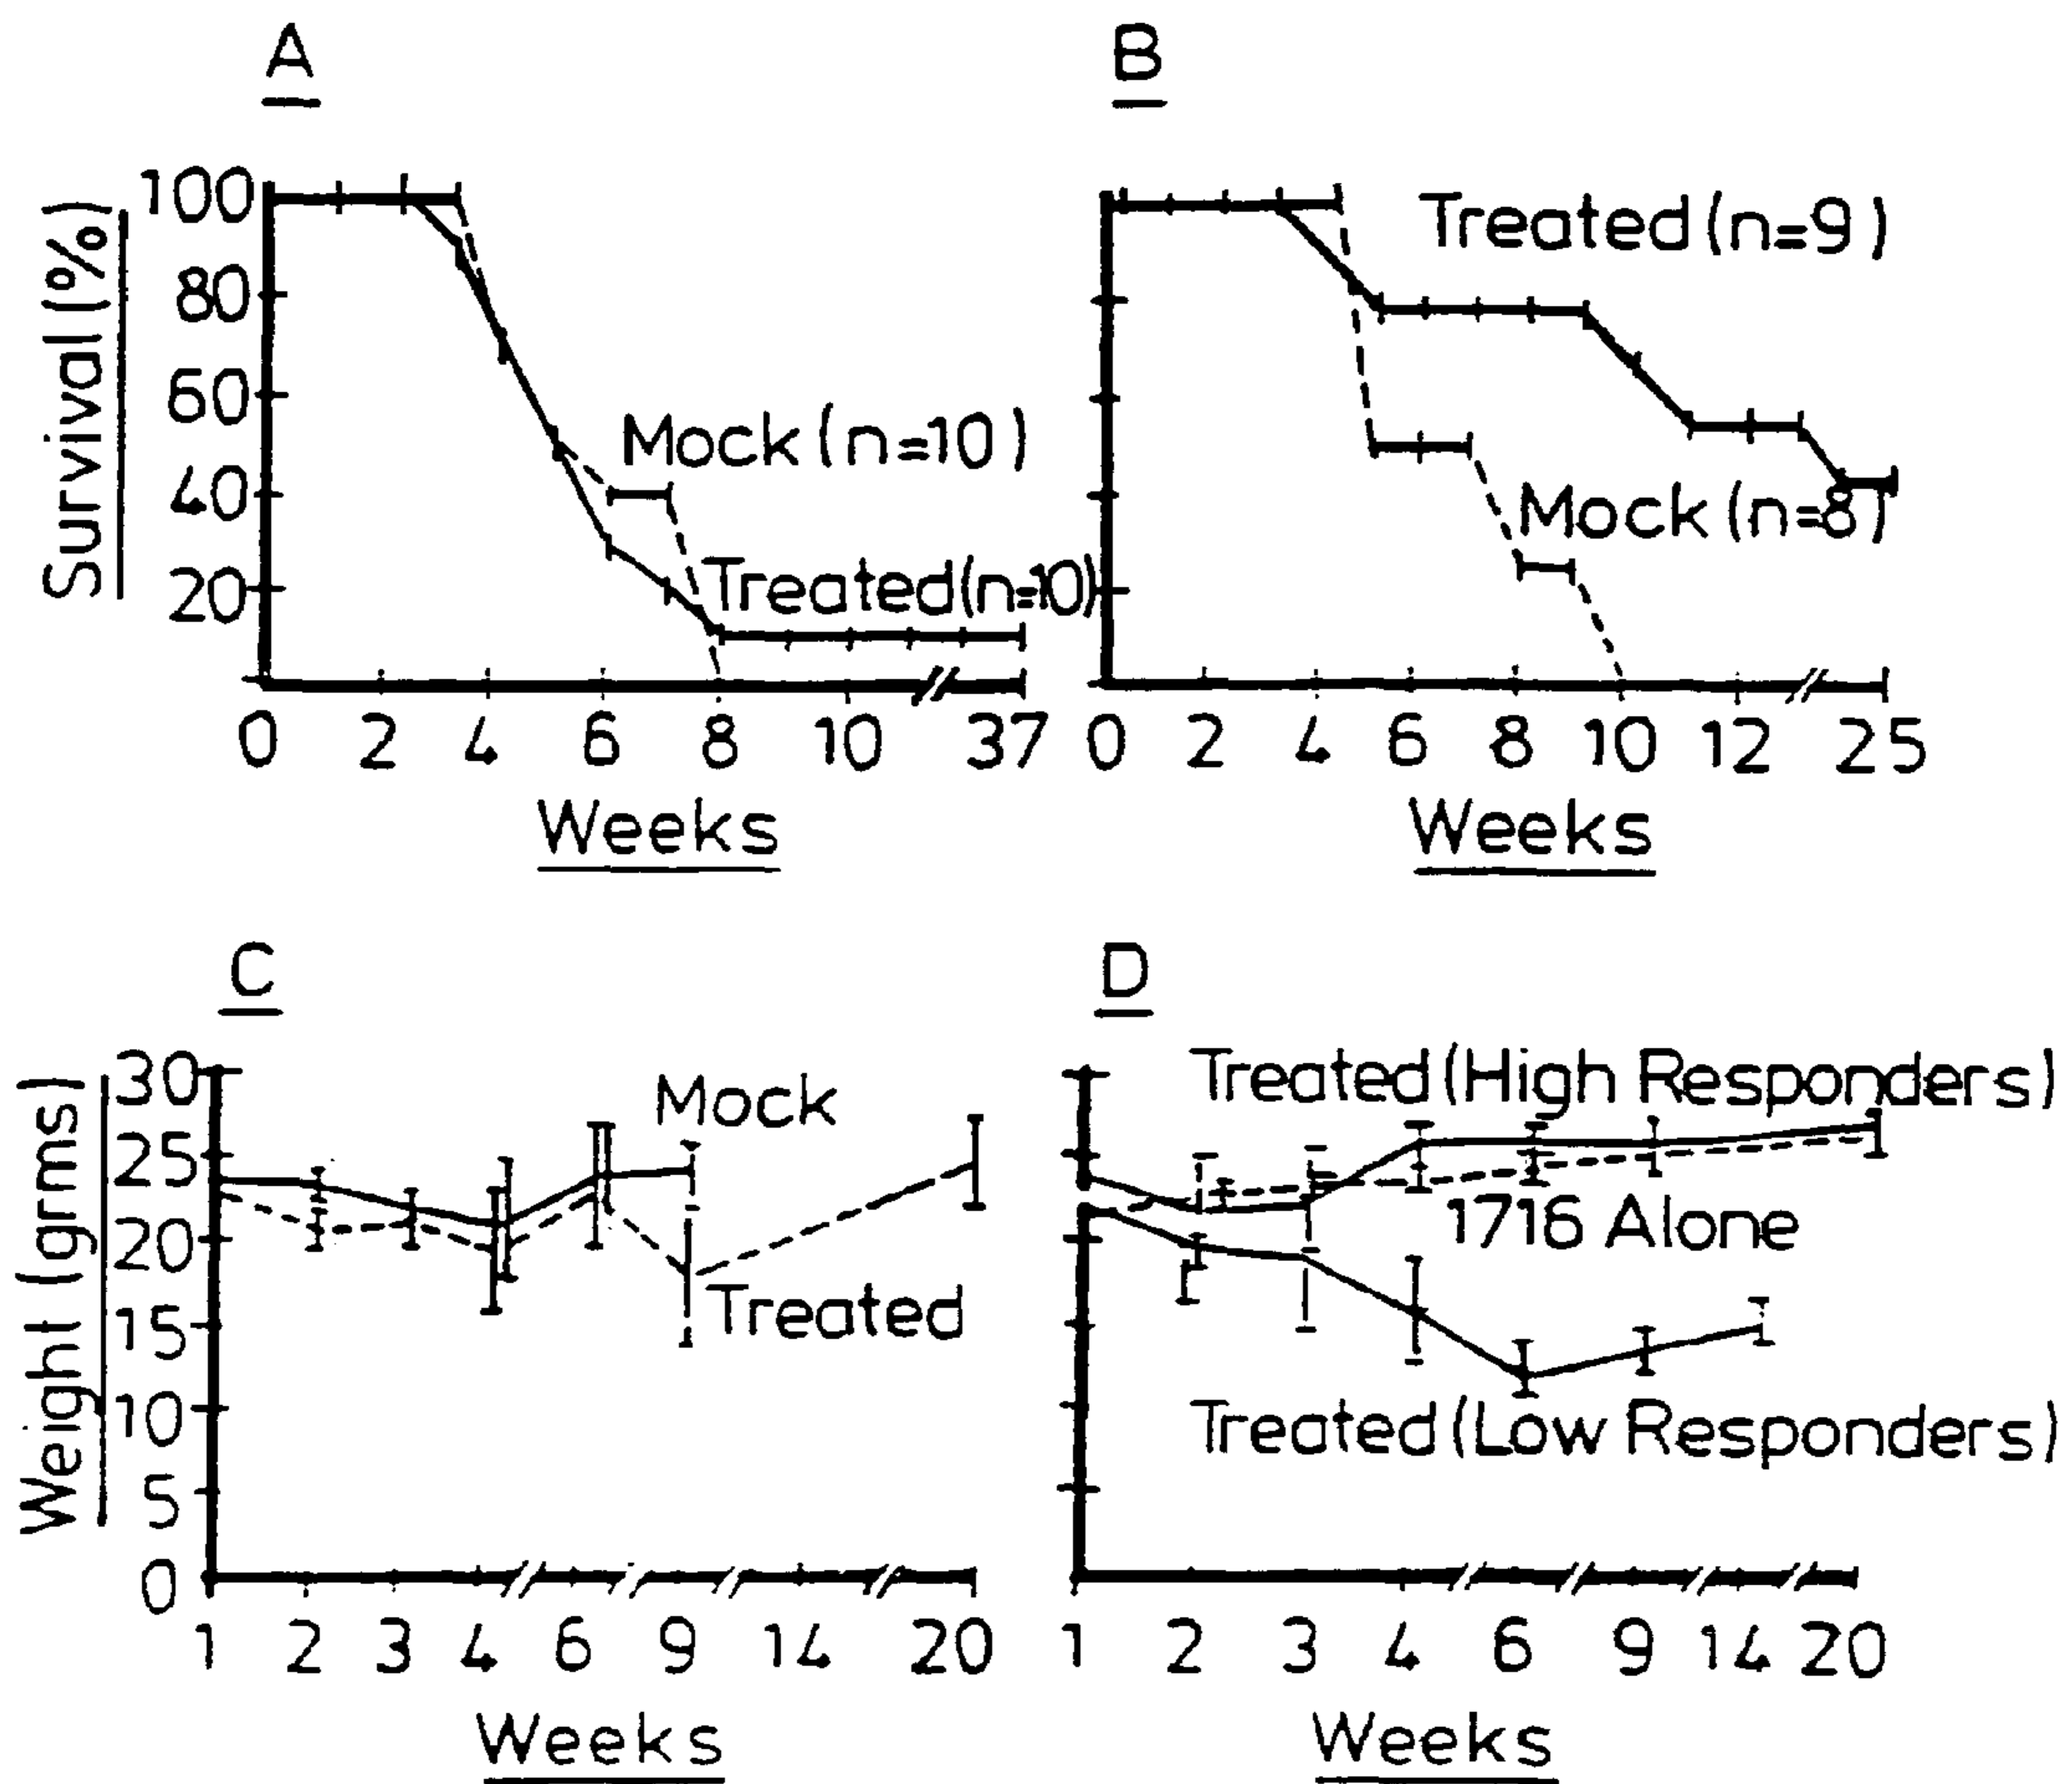 A
B
Survival (%)
100
80
60
40
20
Mock (n=10)
Treated (n=10)
0 2 4 6 8 10 37
Weeks
Treated (n=9)
Mock (n=8)
0 2 4 6 8 10 12 25
Weeks
C
D
Weight (grms)
30
25
20
15
10
5
0
Mock
Treated
1 2 3 4 6 9 14 20
Weeks
Treated (High Responders)
1716 Alone
Treated (Low Responders)
1 2 3 4 6 9 14 20
Weeks